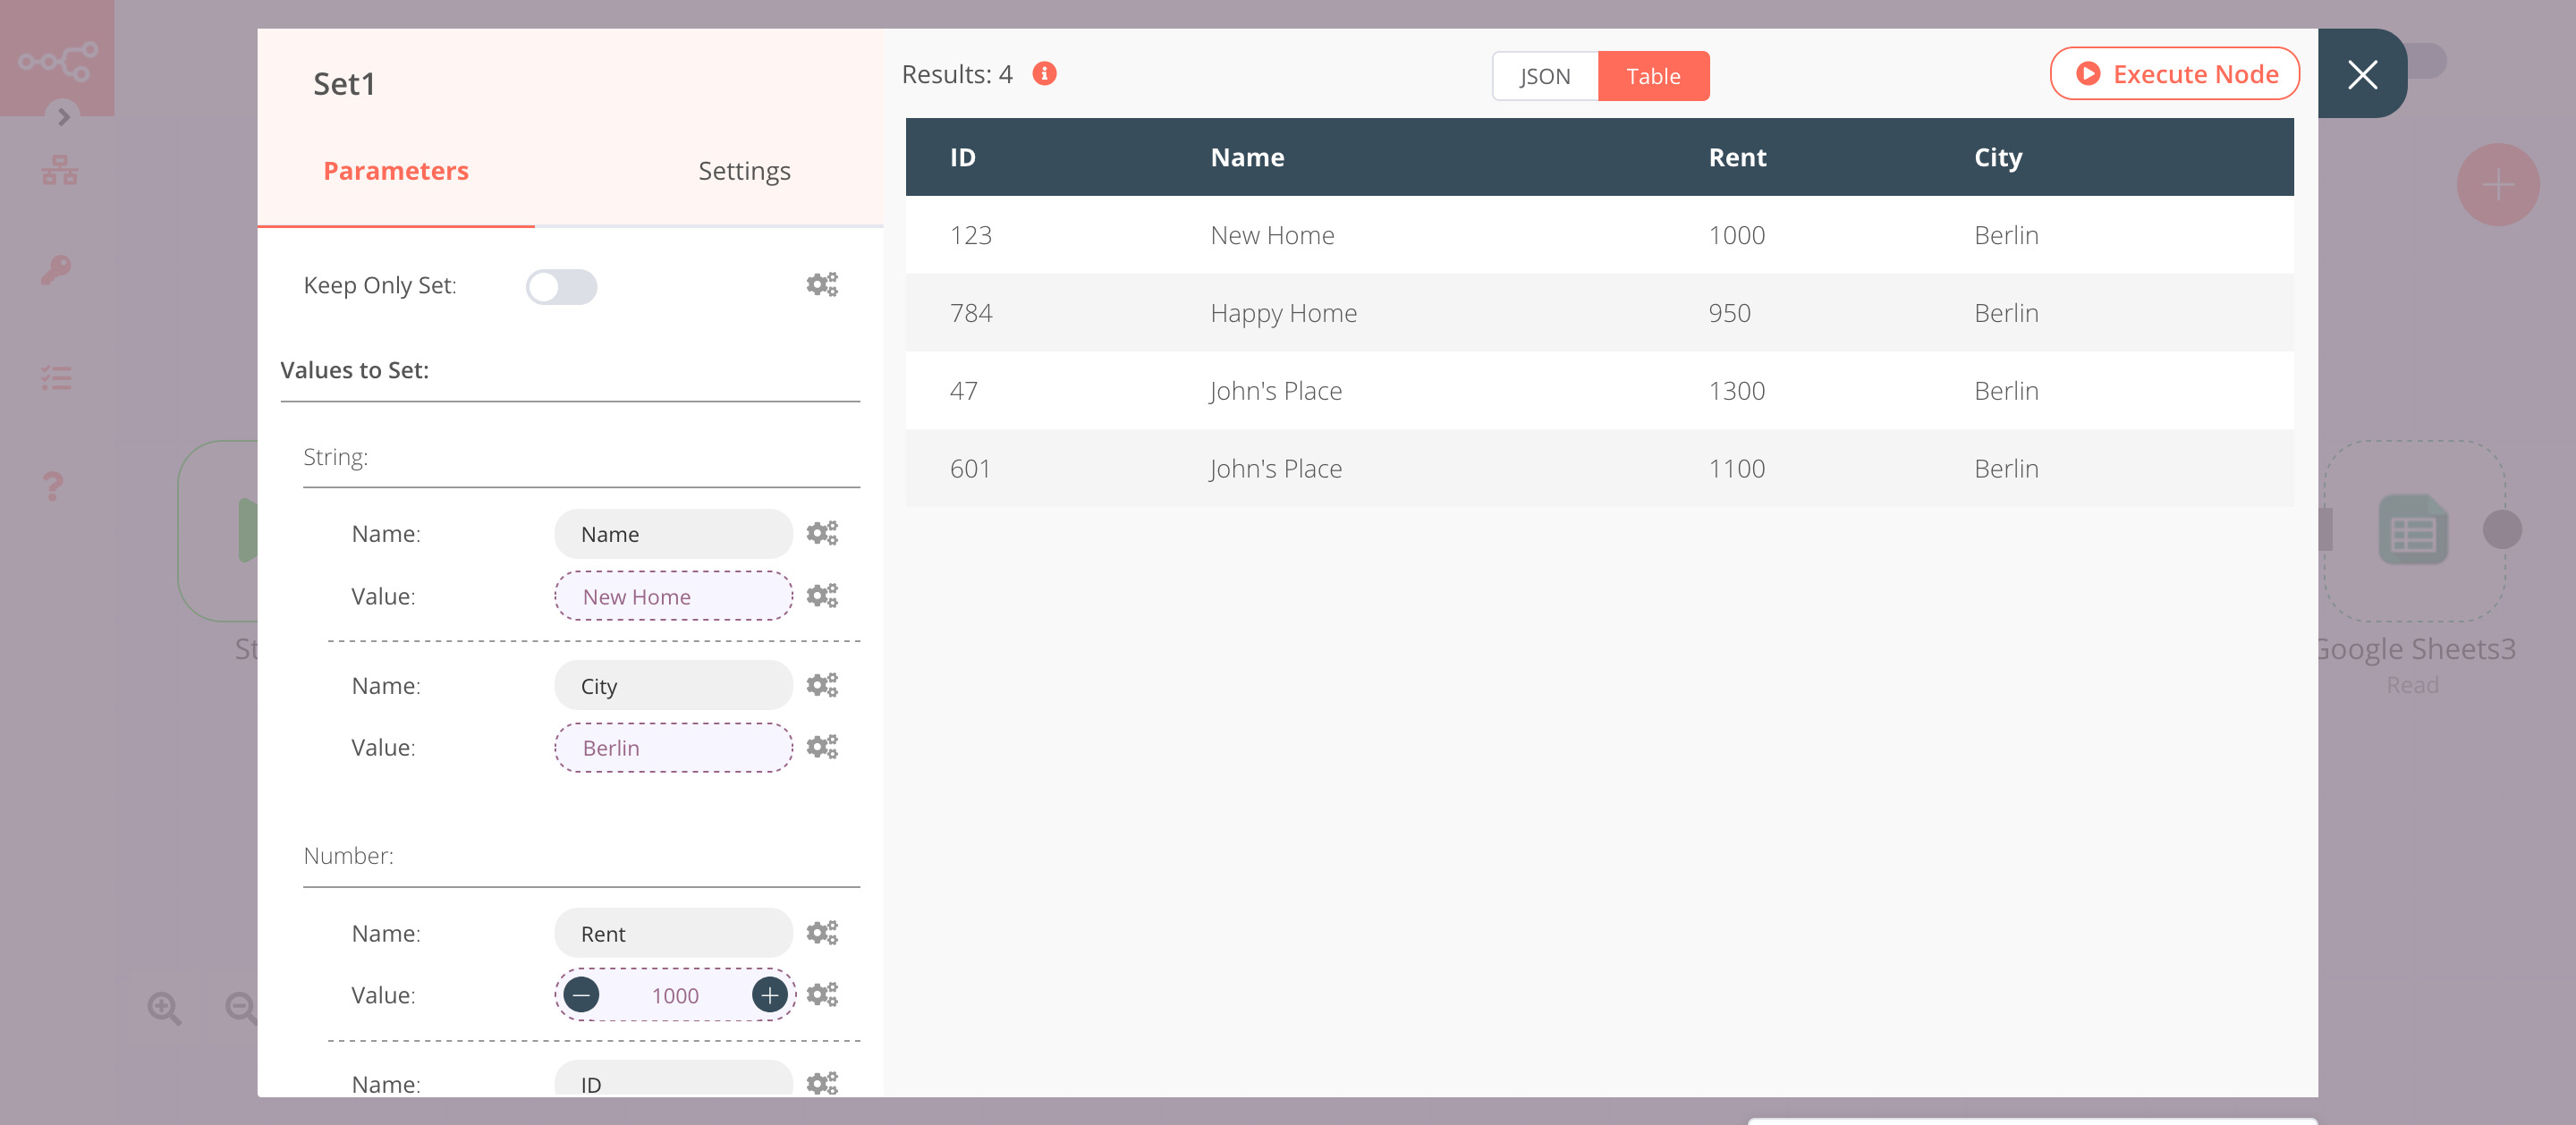 Set1
Parameters
Settings
Keep Only Set:
Values to Set:
String:
Name:
Name
Value:
New Home
Name:
City
Value:
Berlin
Number:
Name:
Rent
Value:
1000
Name:
ID
Results: 4
JSON
Table
Execute Node
ID Name Rent City
123 New Home 1000 Berlin
784 Happy Home 950 Berlin
47 John's Place 1300 Berlin
601 John's Place 1100 Berlin
St
Google Sheets3
Read